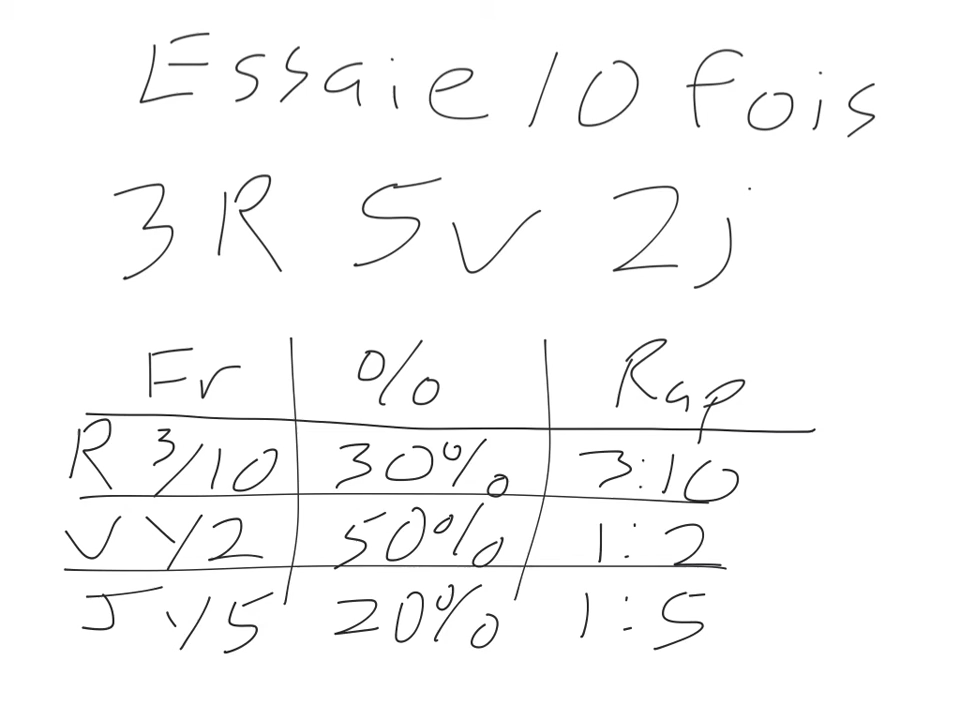 Essaie 10 fois
3R 5v 2j
Fr % Rap
R 3/10 30% 3:10
V 1/2 50% 1:2
J 1/5 20% 1:5